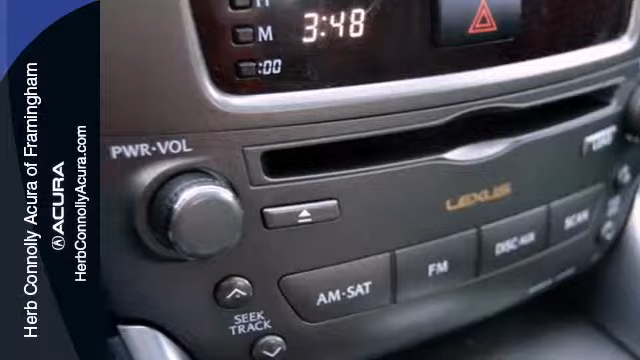 Herb Connolly Acura of Framingham
ACURA
HerbConnollyAcura.com
H
M
3:48
:00
PWR·VOL
LEXUS
AM·SAT
FM
DISC·AUX
SCAN
SEEK
TRACK